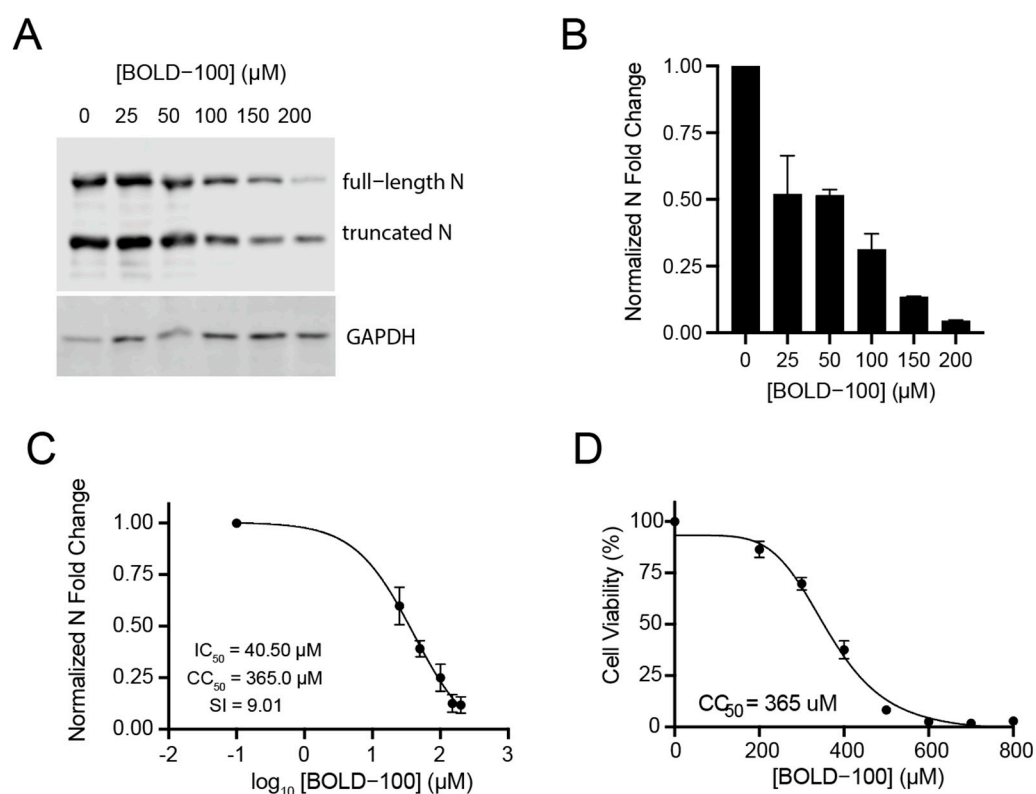 A
[BOLD−100] (µM)
0 25 50 100 150 200
full−length N
truncated N
GAPDH
B
Normalized N Fold Change
1.00
0.75
0.50
0.25
0.00
0 25 50 100 150 200
[BOLD−100] (µM)
C
Normalized N Fold Change
1.00
0.75
0.50
0.25
0.00
IC50 = 40.50 µM
CC50 = 365.0 µM
SI = 9.01
-2 -1 0 1 2 3
log10 [BOLD−100] (µM)
D
Cell Viability (%)
100
75
50
25
0
CC50 = 365 uM
0 200 400 600 800
[BOLD−100] (µM)